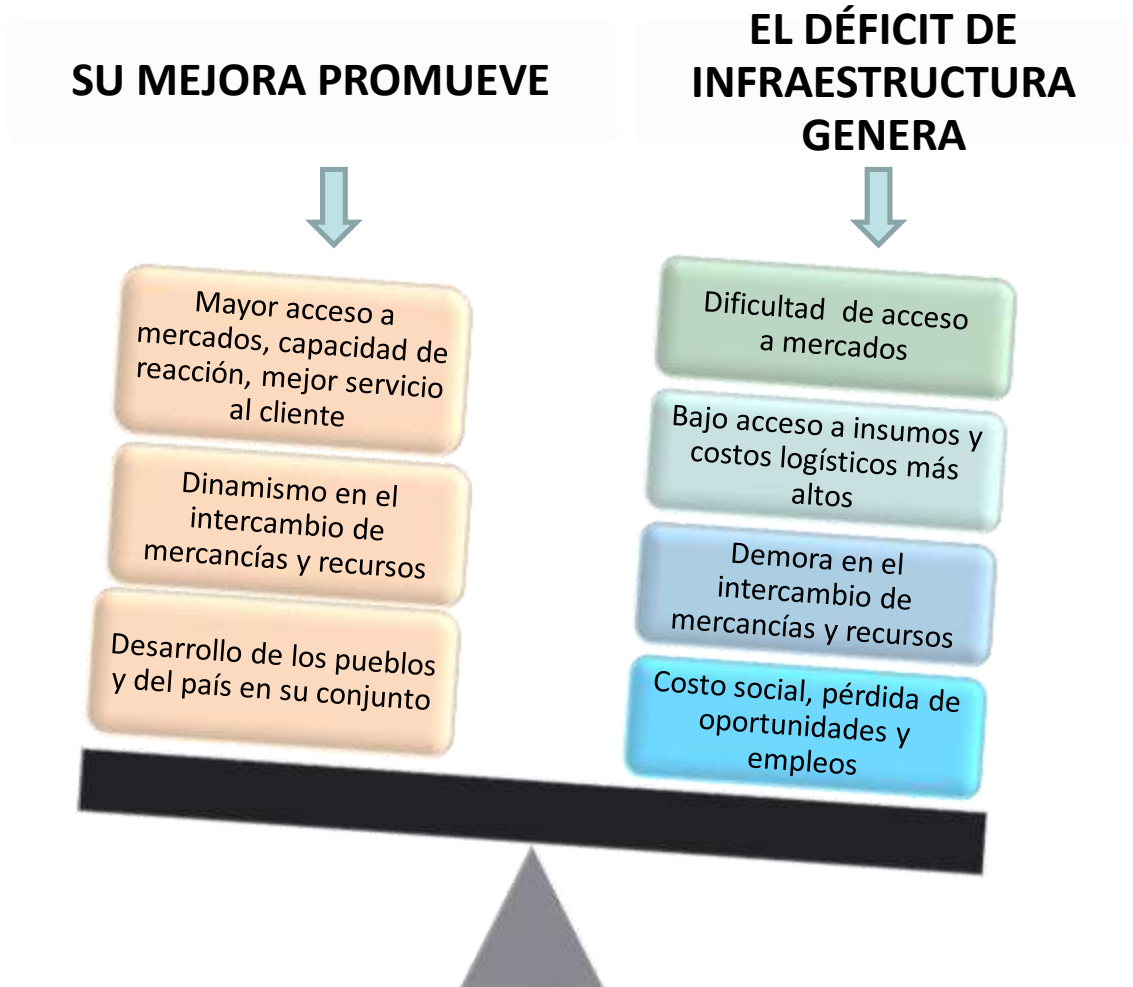 SU MEJORA PROMUEVE
EL DÉFICIT DE
INFRAESTRUCTURA
GENERA
Mayor acceso a
mercados, capacidad de
reacción, mejor servicio
al cliente
Dinamismo en el
intercambio de
mercancías y recursos
Desarrollo de los pueblos
y del país en su conjunto
Dificultad de acceso
a mercados
Bajo acceso a insumos y
costos logísticos más
altos
Demora en el
intercambio de
mercancías y recursos
Costo social, pérdida de
oportunidades y
empleos